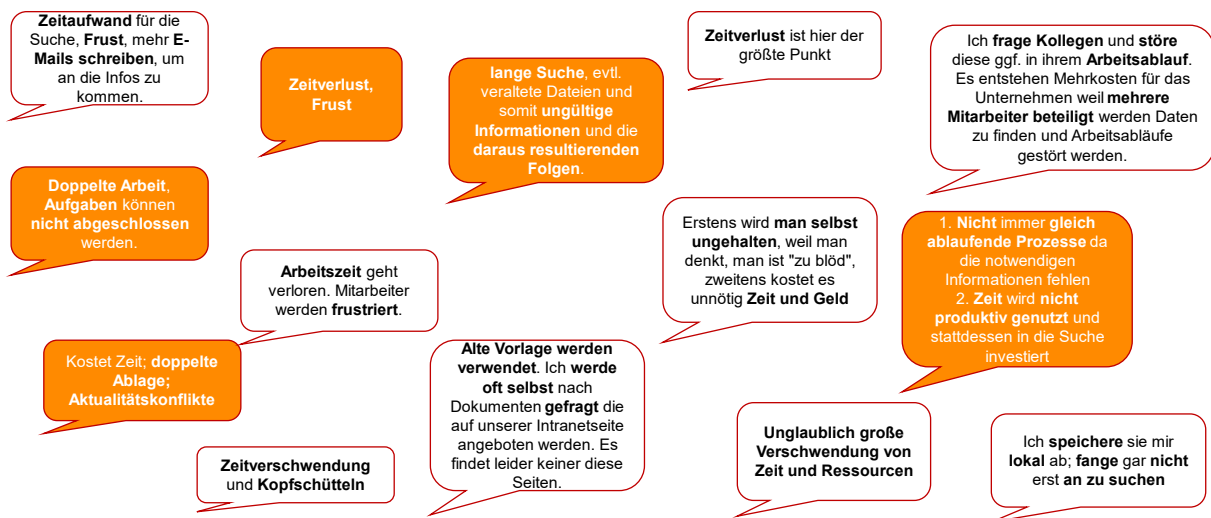 Zeitaufwand für die
Suche, Frust, mehr E-
Mails schreiben, um
an die Infos zu
kommen.
Zeitverlust,
Frust
lange Suche, evtl.
veraltete Dateien und
somit ungültige
Informationen und die
daraus resultierenden
Folgen.
Zeitverlust ist hier der
größte Punkt
Ich frage Kollegen und störe
diese ggf. in ihrem Arbeitsablauf.
Es entstehen Mehrkosten für das
Unternehmen weil mehrere
Mitarbeiter beteiligt werden Daten
zu finden und Arbeitsabläufe
gestört werden.
Doppelte Arbeit,
Aufgaben können
nicht abgeschlossen
werden.
Arbeitszeit geht
verloren. Mitarbeiter
werden frustriert.
Erstens wird man selbst
ungehalten, weil man
denkt, man ist "zu blöd",
zweitens kostet es
unnötig Zeit und Geld
1. Nicht immer gleich
ablaufende Prozesse da
die notwendigen
Informationen fehlen
2. Zeit wird nicht
produktiv genutzt und
stattdessen in die Suche
investiert
Kostet Zeit; doppelte
Ablage;
Aktualitätskonflikte
Alte Vorlage werden
verwendet. Ich werde
oft selbst nach
Dokumenten gefragt die
auf unserer Intranetseite
angeboten werden. Es
findet leider keiner diese
Seiten.
Zeitverschwendung
und Kopfschütteln
Unglaublich große
Verschwendung von
Zeit und Ressourcen
Ich speichere sie mir
lokal ab; fange gar nicht
erst an zu suchen